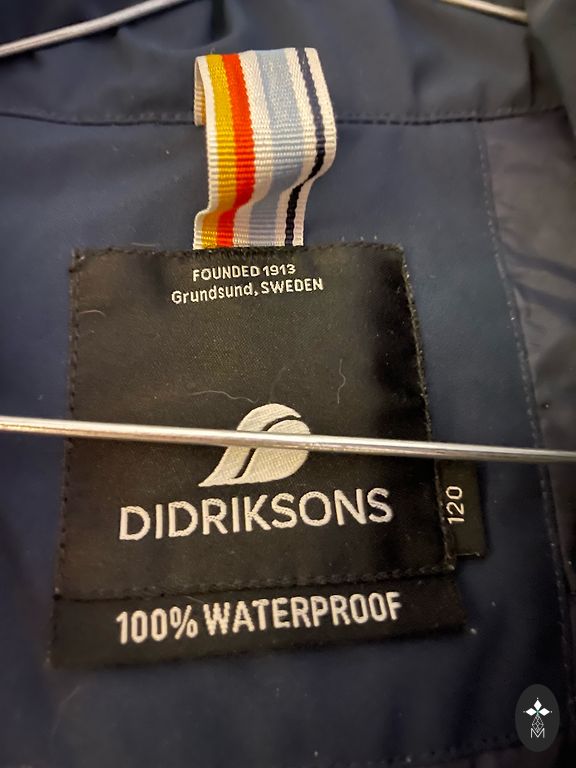 FOUNDED 1913
Grundsund, SWEDEN
DIDRIKSONS
120
100% WATERPROOF
M